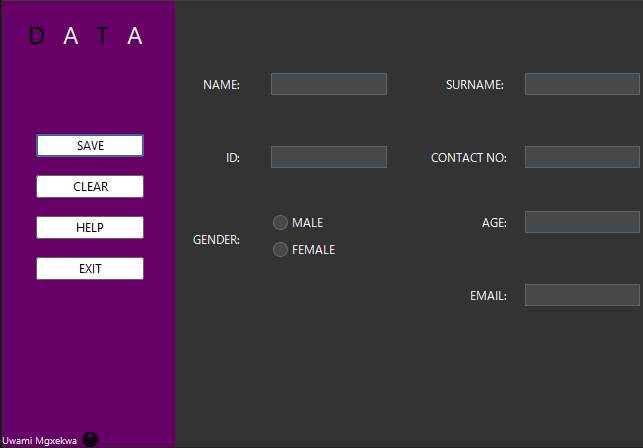 D A T A
SAVE
CLEAR
HELP
EXIT
Uwami Mgxekwa
NAME:
SURNAME:
ID:
CONTACT NO:
GENDER:
MALE
FEMALE
AGE:
EMAIL: